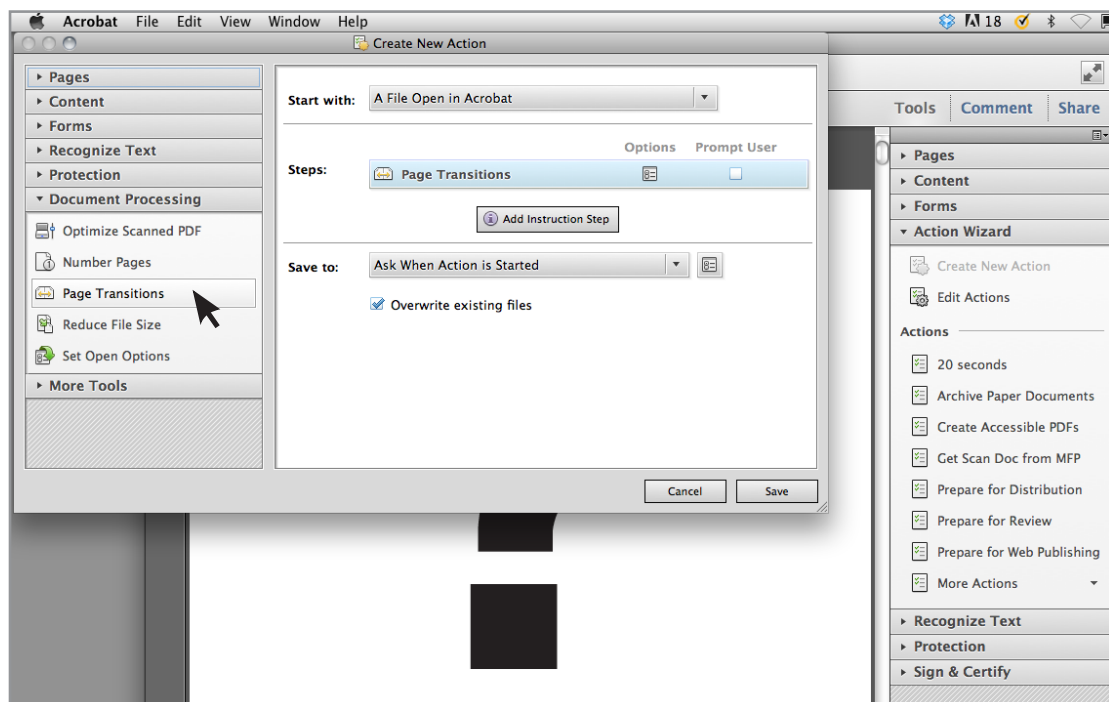 Acrobat File Edit View Window Help 18
Create New Action
Pages
Content
Forms
Recognize Text
Protection
Document Processing
Optimize Scanned PDF
Number Pages
Page Transitions
Reduce File Size
Set Open Options
More Tools
Start with: A File Open in Acrobat
Options Prompt User
Steps: Page Transitions
Add Instruction Step
Save to: Ask When Action is Started
Overwrite existing files
Cancel Save
Tools Comment Share
Pages
Content
Forms
Action Wizard
Create New Action
Edit Actions
Actions
20 seconds
Archive Paper Documents
Create Accessible PDFs
Get Scan Doc from MFP
Prepare for Distribution
Prepare for Review
Prepare for Web Publishing
More Actions
Recognize Text
Protection
Sign & Certify